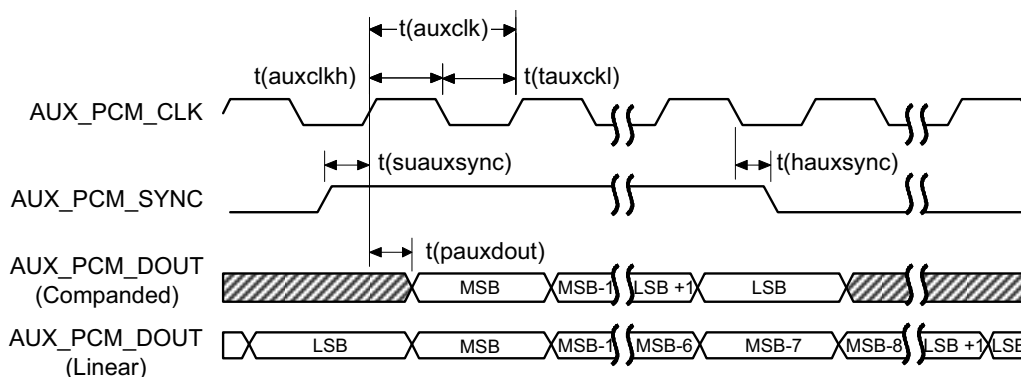 t(auxclk)
t(auxclkh) t(tauxckl)
AUX_PCM_CLK
t(suauxsync) t(hauxsync)
AUX_PCM_SYNC
t(pauxdout)
AUX_PCM_DOUT
(Companded)
MSB MSB-1 LSB +1 LSB
AUX_PCM_DOUT
(Linear)
LSB MSB MSB-1 MSB-6 MSB-7 MSB-8 LSB +1 LSB